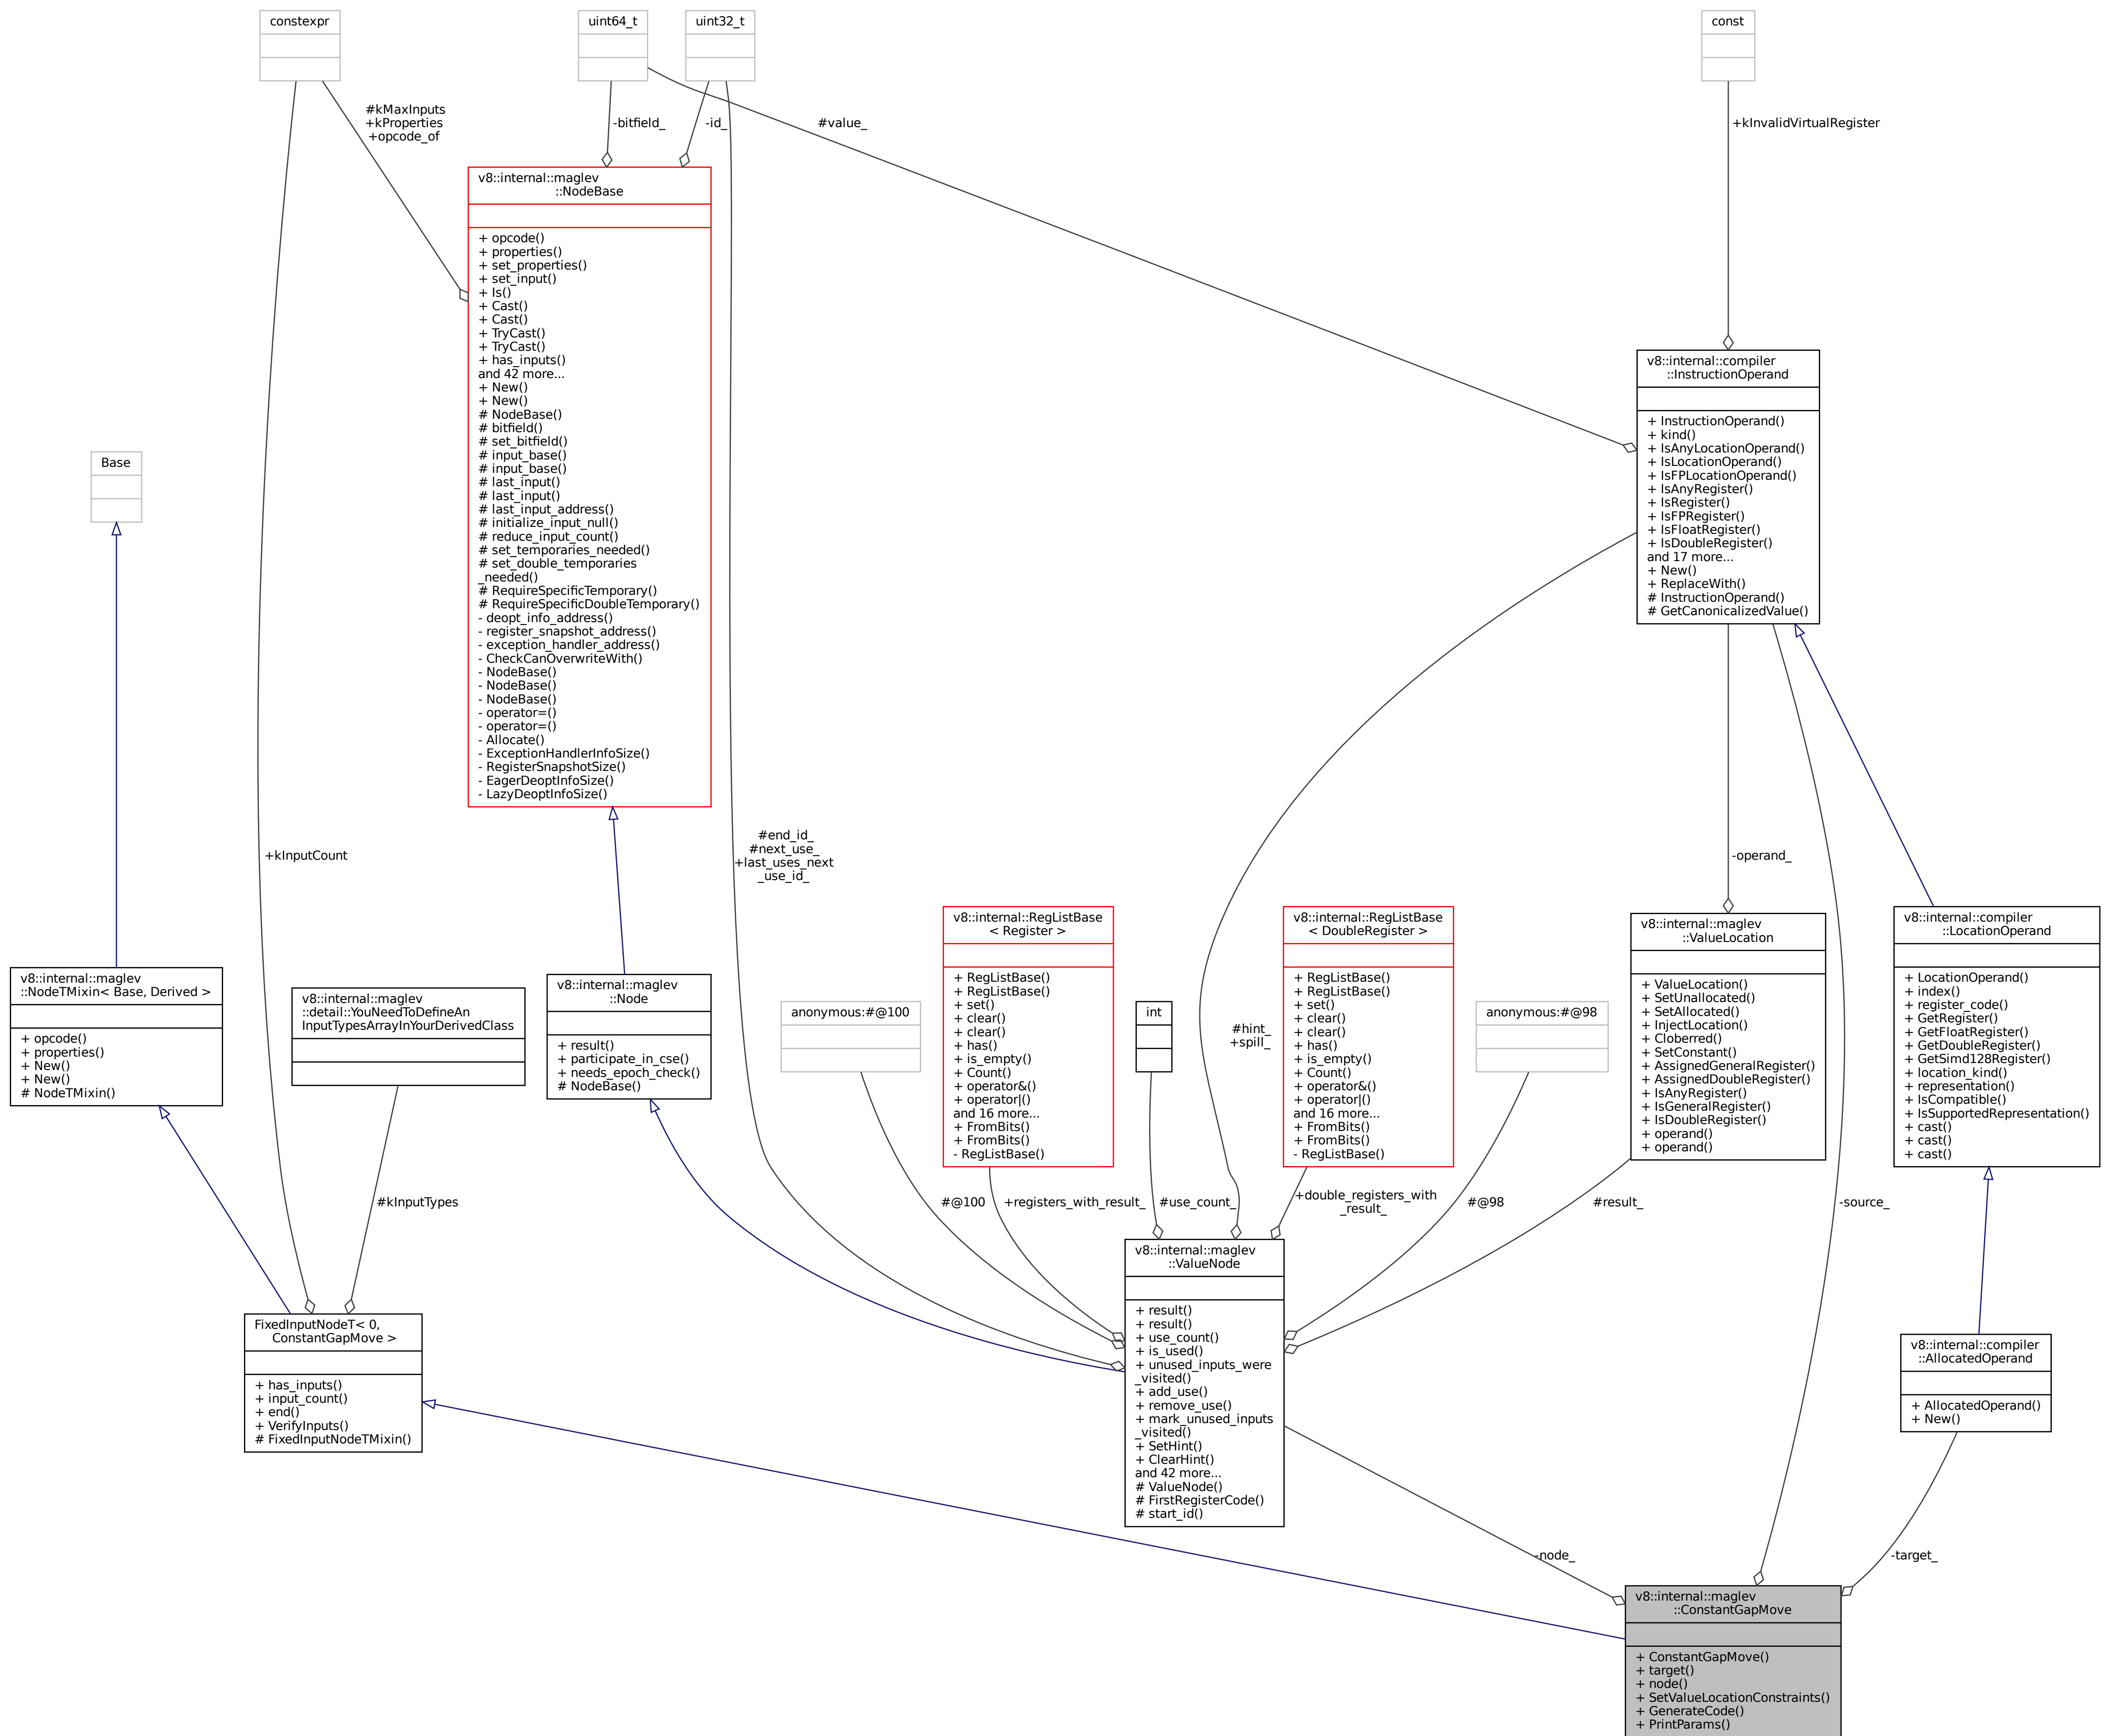 constexpr
uint64_t
uint32_t
const
#kMaxInputs
+kProperties
+opcode_of
-bitfield_
-id_
#value_
+kInvalidVirtualRegister
v8::internal::maglev
::NodeBase
+ opcode()
+ properties()
+ set_properties()
+ set_input()
+ Is()
+ Cast()
+ Cast()
+ TryCast()
+ TryCast()
+ has_inputs()
and 42 more...
+ New()
+ New()
# NodeBase()
# bitfield()
# set_bitfield()
# input_base()
# input_base()
# last_input()
# last_input()
# last_input_address()
# initialize_input_null()
# reduce_input_count()
# set_temporaries_needed()
# set_double_temporaries
_needed()
# RequireSpecificTemporary()
# RequireSpecificDoubleTemporary()
- deopt_info_address()
- register_snapshot_address()
- exception_handler_address()
- CheckCanOverwriteWith()
- NodeBase()
- NodeBase()
- NodeBase()
- operator=()
- operator=()
- Allocate()
- ExceptionHandlerInfoSize()
- RegisterSnapshotSize()
- EagerDeoptInfoSize()
- LazyDeoptInfoSize()
v8::internal::compiler
::InstructionOperand
+ InstructionOperand()
+ kind()
+ IsAnyLocationOperand()
+ IsLocationOperand()
+ IsFPLocationOperand()
+ IsAnyRegister()
+ IsRegister()
+ IsFPRegister()
+ IsFloatRegister()
+ IsDoubleRegister()
and 17 more...
+ New()
+ ReplaceWith()
# InstructionOperand()
# GetCanonicalizedValue()
Base
+kInputCount
#end_id_
#next_use_
+last_uses_next
_use_id_
-operand_
#hint_
+spill_
v8::internal::maglev
::NodeTMixin< Base, Derived >
+ opcode()
+ properties()
+ New()
+ New()
# NodeTMixin()
v8::internal::maglev
::detail::YouNeedToDefineAn
InputTypesArrayInYourDerivedClass
v8::internal::maglev
::Node
+ result()
+ participate_in_cse()
+ needs_epoch_check()
# NodeBase()
anonymous:#@100
v8::internal::RegListBase
< Register >
+ RegListBase()
+ RegListBase()
+ set()
+ clear()
+ clear()
+ has()
+ is_empty()
+ Count()
+ operator&()
+ operator|()
and 16 more...
+ FromBits()
+ FromBits()
- RegListBase()
int
v8::internal::RegListBase
< DoubleRegister >
+ RegListBase()
+ RegListBase()
+ set()
+ clear()
+ clear()
+ has()
+ is_empty()
+ Count()
+ operator&()
+ operator|()
and 16 more...
+ FromBits()
+ FromBits()
- RegListBase()
anonymous:#@98
v8::internal::maglev
::ValueLocation
+ ValueLocation()
+ SetUnallocated()
+ SetAllocated()
+ InjectLocation()
+ Cloberred()
+ SetConstant()
+ AssignedGeneralRegister()
+ AssignedDoubleRegister()
+ IsAnyRegister()
+ IsGeneralRegister()
+ IsDoubleRegister()
+ operand()
+ operand()
v8::internal::compiler
::LocationOperand
+ LocationOperand()
+ index()
+ register_code()
+ GetRegister()
+ GetFloatRegister()
+ GetDoubleRegister()
+ GetSimd128Register()
+ location_kind()
+ representation()
+ IsCompatible()
+ IsSupportedRepresentation()
+ cast()
+ cast()
+ cast()
#kInputTypes
#@100
+registers_with_result_
#use_count_
+double_registers_with
_result_
#@98
#result_
-source_
FixedInputNodeT< 0,
ConstantGapMove >
+ has_inputs()
+ input_count()
+ end()
+ VerifyInputs()
# FixedInputNodeTMixin()
v8::internal::maglev
::ValueNode
+ result()
+ result()
+ use_count()
+ is_used()
+ unused_inputs_were
_visited()
+ add_use()
+ remove_use()
+ mark_unused_inputs
_visited()
+ SetHint()
+ ClearHint()
and 42 more...
# ValueNode()
# FirstRegisterCode()
# start_id()
v8::internal::compiler
::AllocatedOperand
+ AllocatedOperand()
+ New()
-node_
-target_
v8::internal::maglev
::ConstantGapMove
+ ConstantGapMove()
+ target()
+ node()
+ SetValueLocationConstraints()
+ GenerateCode()
+ PrintParams()